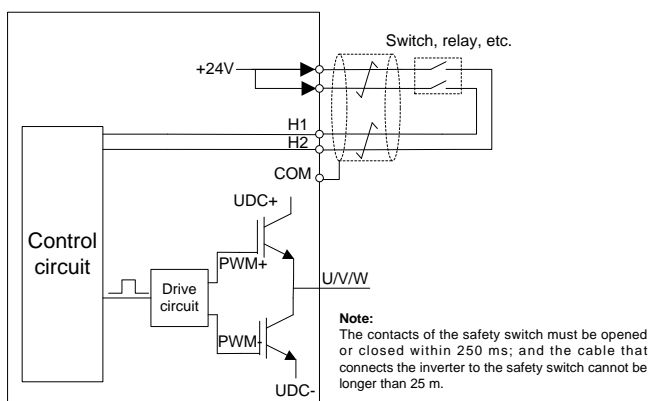 Switch, relay, etc.
+24V
H1
H2
COM
UDC+
Control
circuit
PWM+
Drive
circuit
U/V/W
PWM-
UDC-
Note:
The contacts of the safety switch must be opened
or closed within 250 ms; and the cable that
connects the inverter to the safety switch cannot be
longer than 25 m.